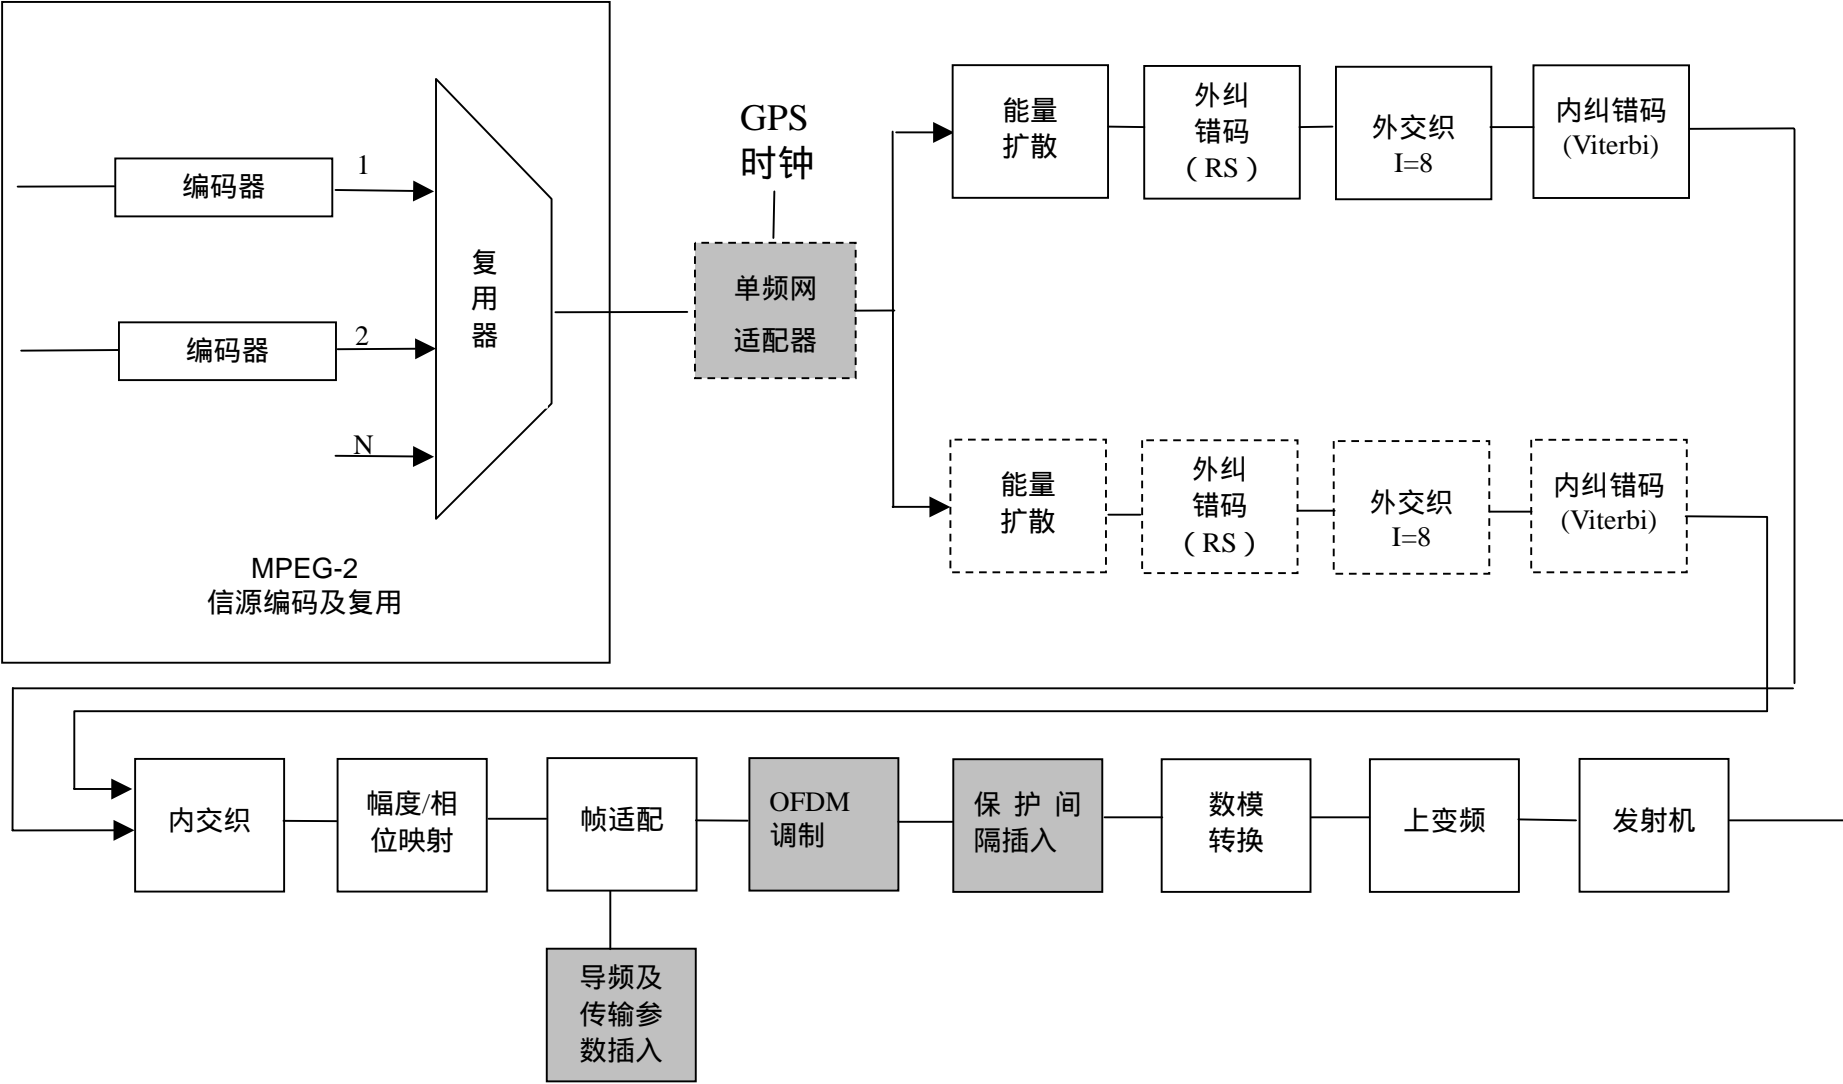 编码器
1
编码器
2
N
复
用
器
MPEG-2
信源编码及复用
GPS
时钟
单频网
适配器
能量
扩散
外纠
错码
（RS）
外交织
I=8
内纠错码
(Viterbi)
能量
扩散
外纠
错码
（RS）
外交织
I=8
内纠错码
(Viterbi)
内交织
幅度/相
位映射
帧适配
OFDM
调制
保护间
隔插入
数模
转换
上变频
发射机
导频及
传输参
数插入